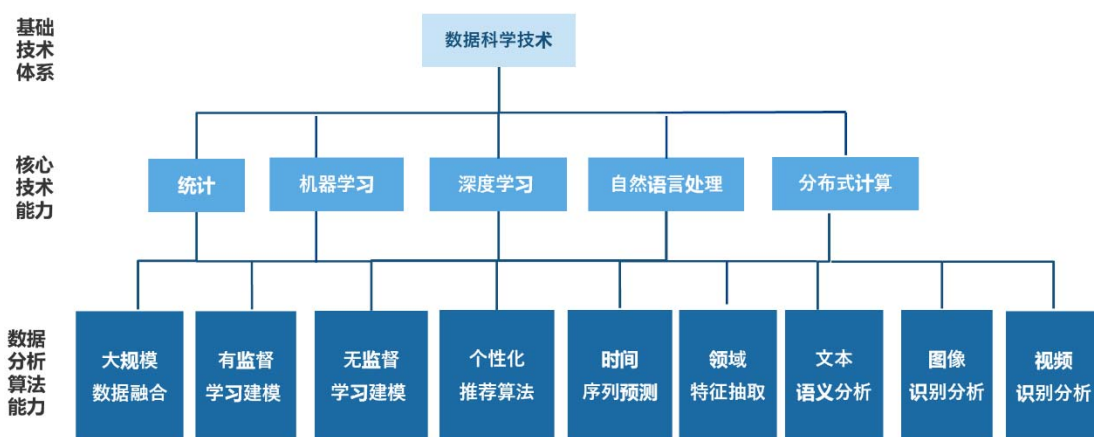 基础
技术
体系
数据科学技术
核心
技术
能力
统计
机器学习
深度学习
自然语言处理
分布式计算
数据
分析
算法
能力
大规模
数据融合
有监督
学习建模
无监督
学习建模
个性化
推荐算法
时间
序列预测
领域
特征抽取
文本
语义分析
图像
识别分析
视频
识别分析